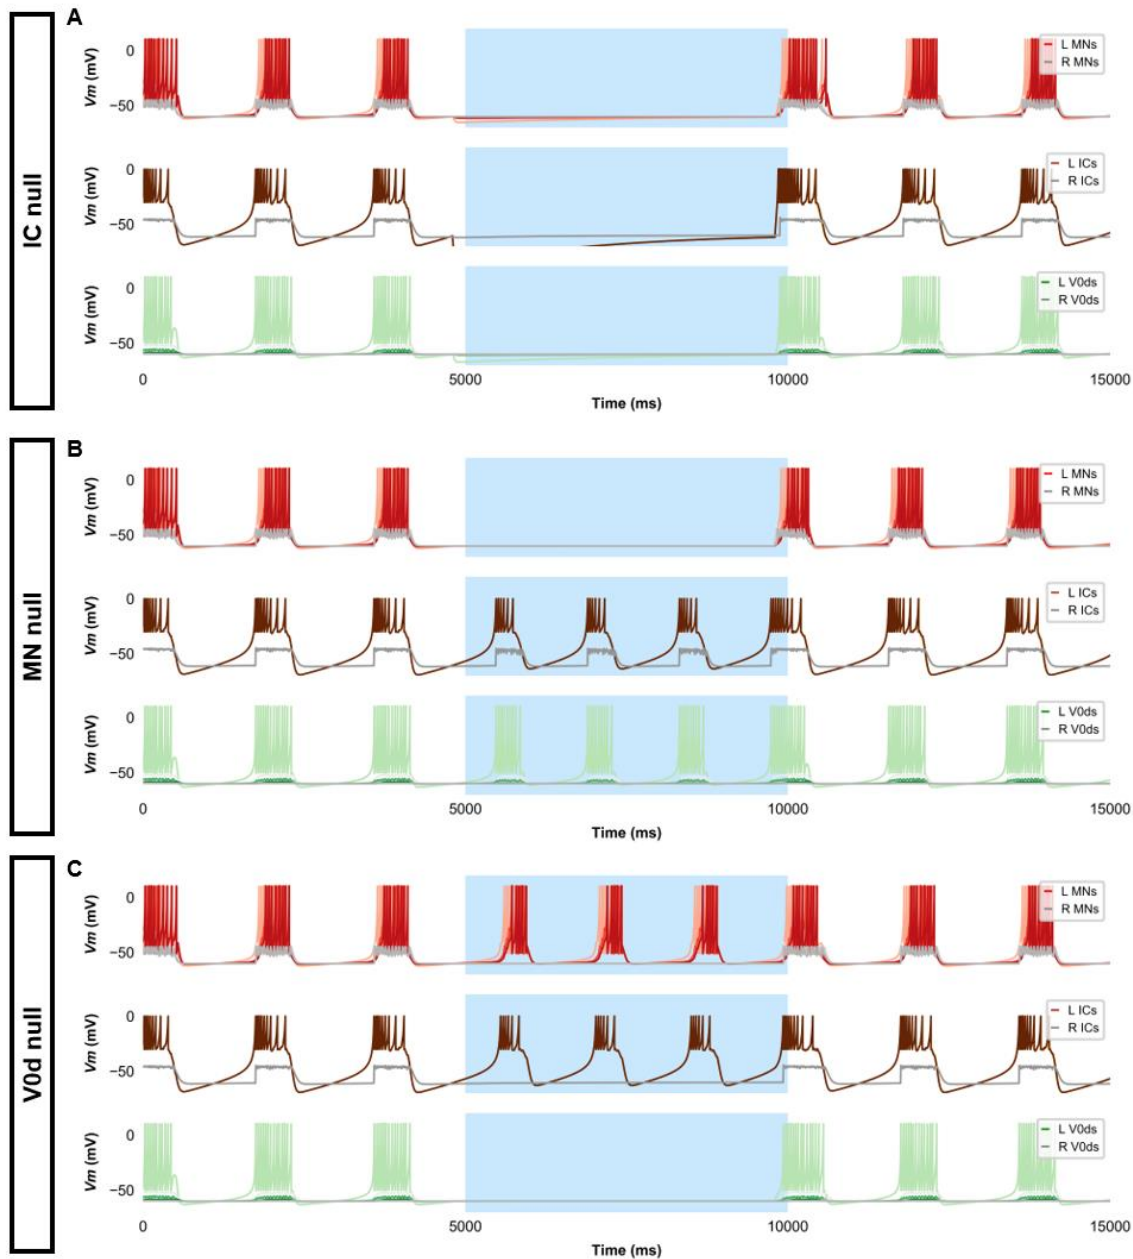 A
IC null
0
−50
Vm (mV)
L MNs
R MNs
0
−50
Vm (mV)
L ICs
R ICs
0
−50
Vm (mV)
L V0ds
R V0ds
0 5000 10000 15000
Time (ms)
B
MN null
0
−50
Vm (mV)
L MNs
R MNs
0
−50
Vm (mV)
L ICs
R ICs
0
−50
Vm (mV)
L V0ds
R V0ds
0 5000 10000 15000
Time (ms)
C
V0d null
0
−50
Vm (mV)
L MNs
R MNs
0
−50
Vm (mV)
L ICs
R ICs
0
−50
Vm (mV)
L V0ds
R V0ds
0 5000 10000 15000
Time (ms)